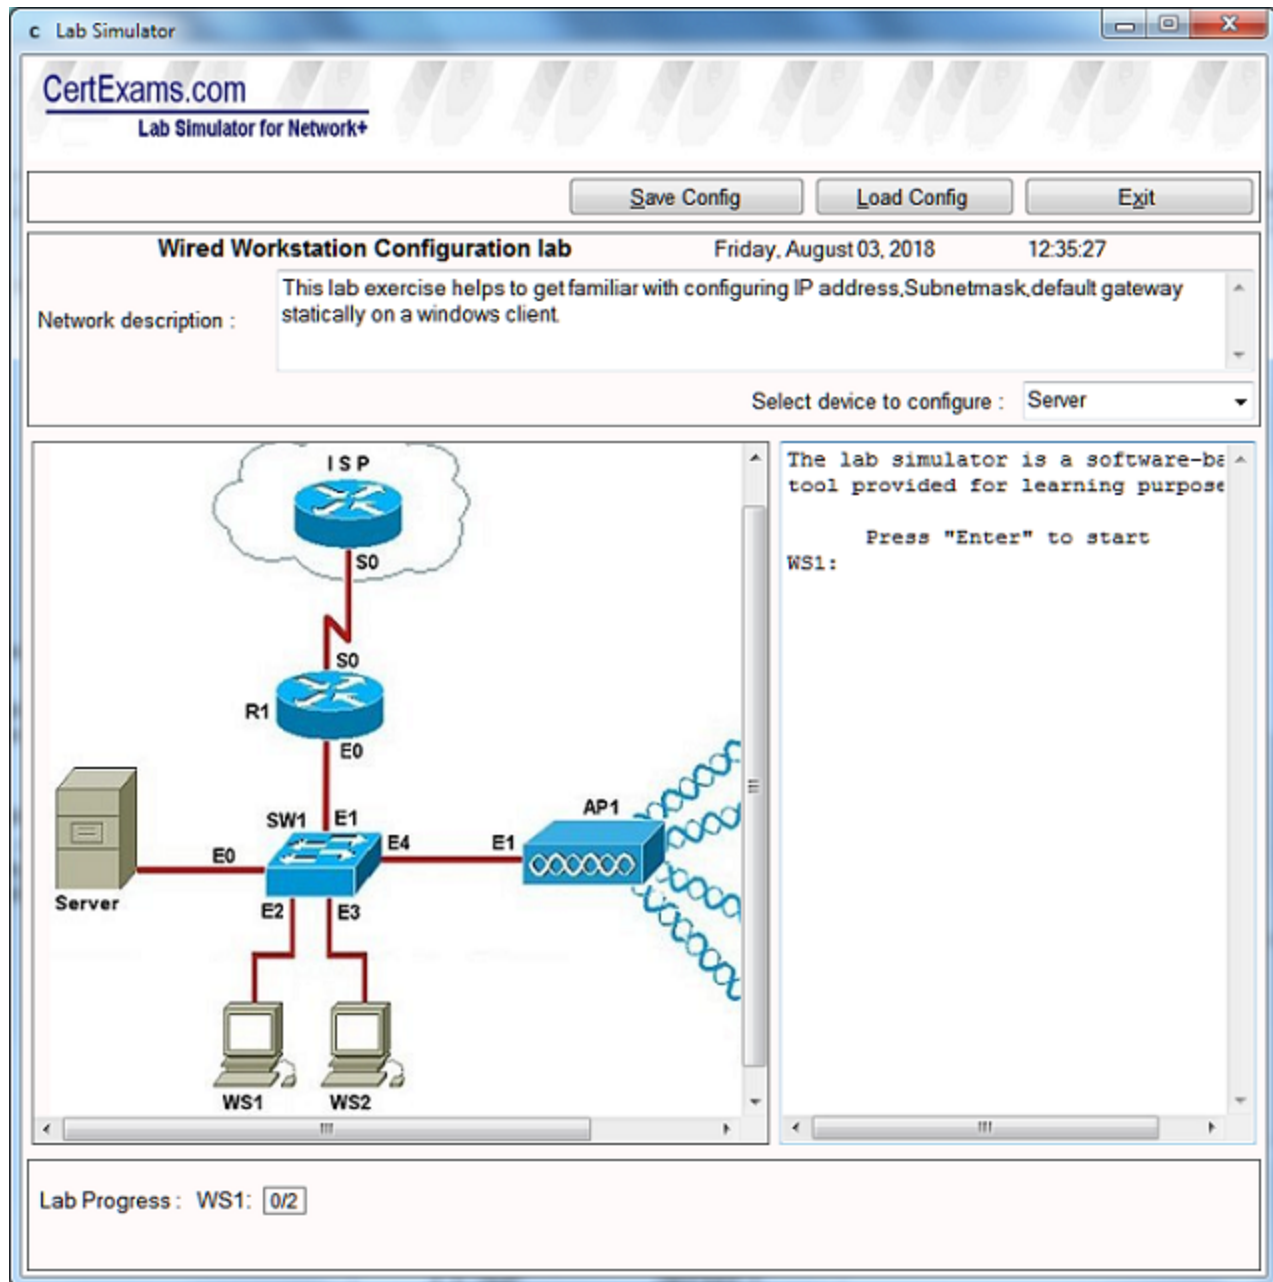 c Lab Simulator
CertExams.com
Lab Simulator for Network+
Save Config Load Config Exit
Wired Workstation Configuration lab Friday, August 03, 2018 12:35:27
Network description :
This lab exercise helps to get familiar with configuring IP address,Subnetmask,default gateway
statically on a windows client.
Select device to configure : Server
ISP
S0
S0
R1
E0
SW1 E1
E4
E1
AP1
E0
Server
E2
E3
WS1
WS2
The lab simulator is a software-ba
tool provided for learning purpose
Press "Enter" to start
WS1:
Lab Progress : WS1: 0/2